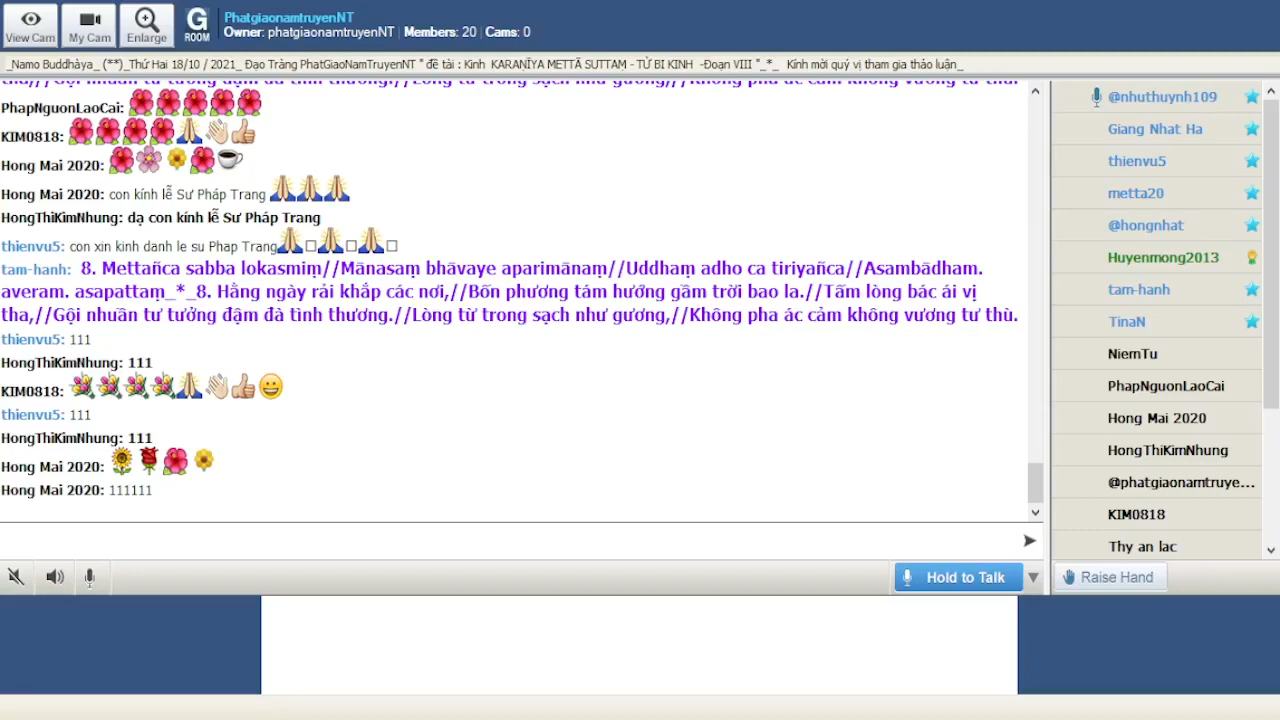 PhatgiaonamtruyenNT
Owner: phatgiaonamtruyenNT | Members: 20 | Cams: 0
View Cam
My Cam
Enlarge
G
ROOM
_Namo Buddhàya_ (**)_Thứ Hai 18/10 / 2021_ Đạo Tràng PhatGiaoNamTruyenNT " đề tài : Kinh KARAṆĪYA METTĀ SUTTAM - TỪ BI KINH -Đoạn VIII "_*_ Kính mời quý vị tham gia thảo luận_
tha,//Gội nhuần tư tưởng đậm đà tình thương.//Lòng từ trong sạch như gương,//Không pha ác cảm không vương tư thù.
PhapNguonLaoCai: 🌺🌺🌺🌺🌺
KIM0818: 🌺🌺🌺🌺🙏👋👍
Hong Mai 2020: 🌺🌸🌼🌺☕
Hong Mai 2020: con kính lễ Sư Pháp Trang 🙏🙏🙏
HongThiKimNhung: dạ con kính lễ Sư Pháp Trang
thienvu5: con xin kinh danh le su Phap Trang🙏□🙏□🙏□
tam-hanh: 8. Mettañca sabba lokasmiṃ//Mānasaṃ bhāvaye aparimānaṃ//Uddhaṃ adho ca tiriyañca//Asambādham.
averam. asapattaṃ_*_8. Hằng ngày rải khắp các nơi,//Bốn phương tám hướng gầm trời bao la.//Tấm lòng bác ái vị
tha,//Gội nhuần tư tưởng đậm đà tình thương.//Lòng từ trong sạch như gương,//Không pha ác cảm không vương tư thù.
thienvu5: 111
HongThiKimNhung: 111
KIM0818: 💐💐💐💐🙏👋👍😀
thienvu5: 111
HongThiKimNhung: 111
Hong Mai 2020: 🌻🌹🌺🌼
Hong Mai 2020: 111111
@nhuthuynh109
Giang Nhat Ha
thienvu5
metta20
@hongnhat
Huyenmong2013
tam-hanh
TinaN
NiemTu
PhapNguonLaoCai
Hong Mai 2020
HongThiKimNhung
@phatgiaonamtruye...
KIM0818
Thy an lac
Hold to Talk
Raise Hand